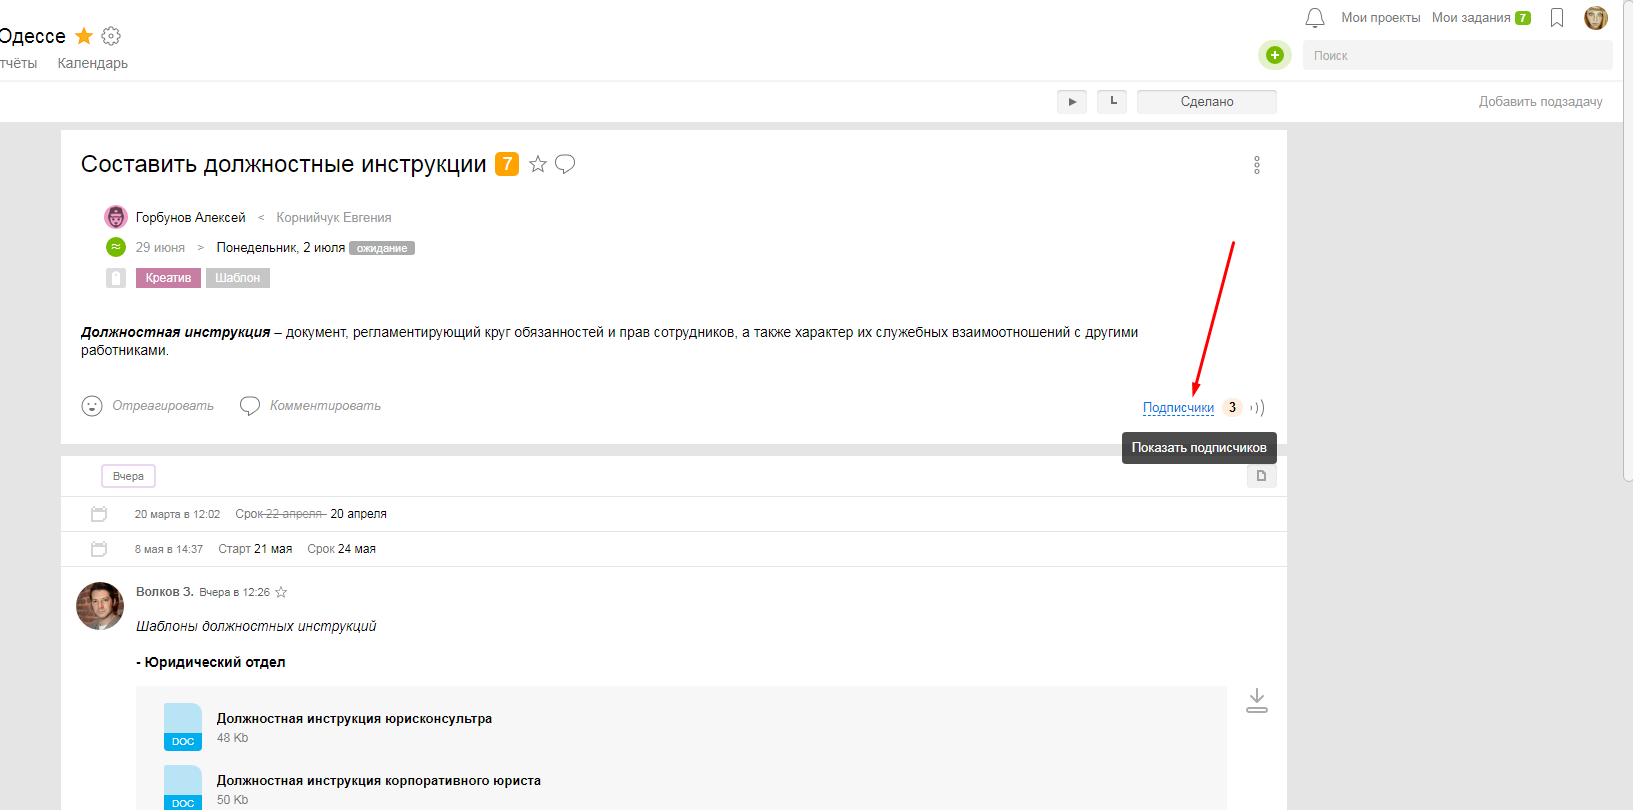 Мои проекты Мои задания 7
Одессе
тчёты Календарь
Поиск
Сделано Добавить подзадачу
Составить должностные инструкции 7
Горбунов Алексей < Корнийчук Евгения
29 июня > Понедельник, 2 июля ожидание
Креатив Шаблон
Должностная инструкция – документ, регламентирующий круг обязанностей и прав сотрудников, а также характер их служебных взаимоотношений с другими
работниками.
Отреагировать Комментировать Подписчики 3
Показать подписчиков
Вчера
20 марта в 12:02 Срок 22 апреля 20 апреля
8 мая в 14:37 Старт 21 мая Срок 24 мая
Волков З. Вчера в 12:26
Шаблоны должностных инструкций
- Юридический отдел
Должностная инструкция юрисконсультра
DOC 48 Kb
Должностная инструкция корпоративного юриста
DOC 50 Kb